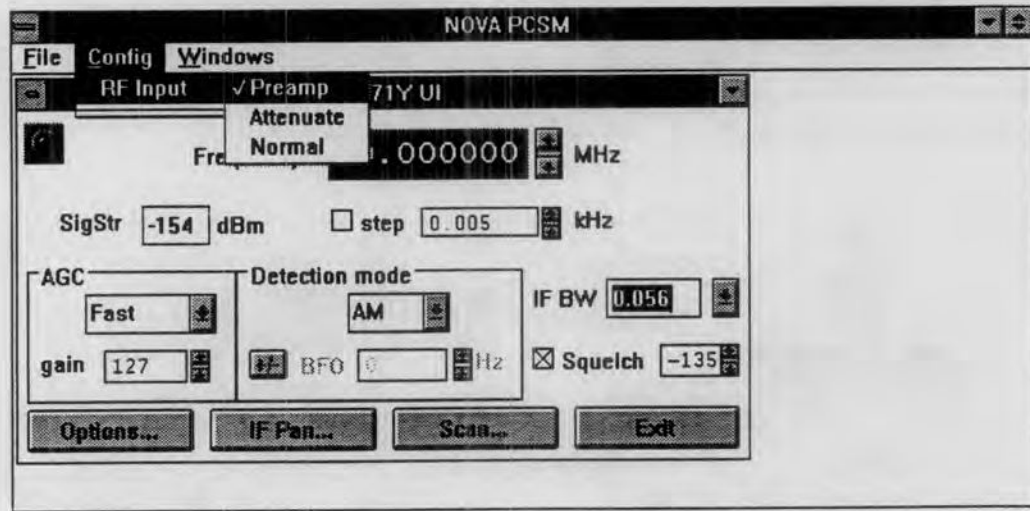 NOVA PCSM
File Config Windows
RF Input ✓ Preamp 71Y UI
Attenuate
Normal
Fre .000000 MHz
SigStr -154 dBm step 0.005 kHz
AGC Detection mode
Fast AM IF BW 0.056
gain 127 +/- BFO 0 Hz Squelch -135
Options... IF Pan... Scan... Exit